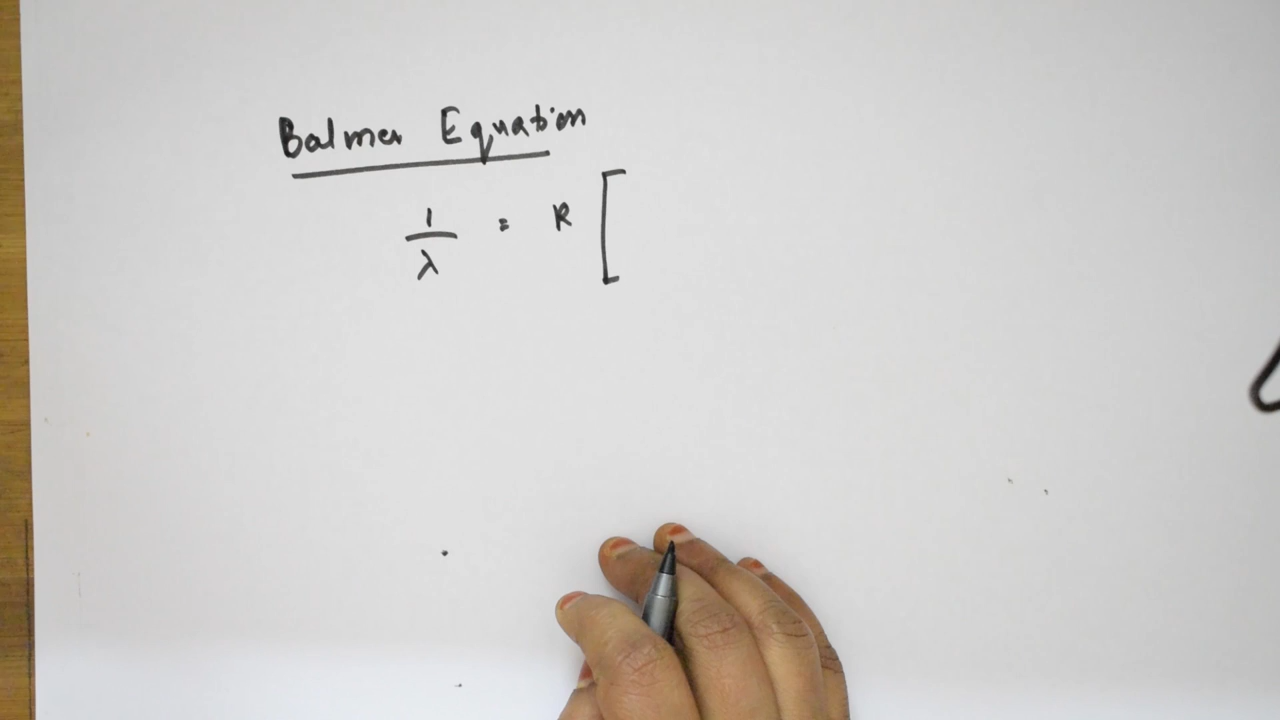 Balmer Equation
1/λ = R [